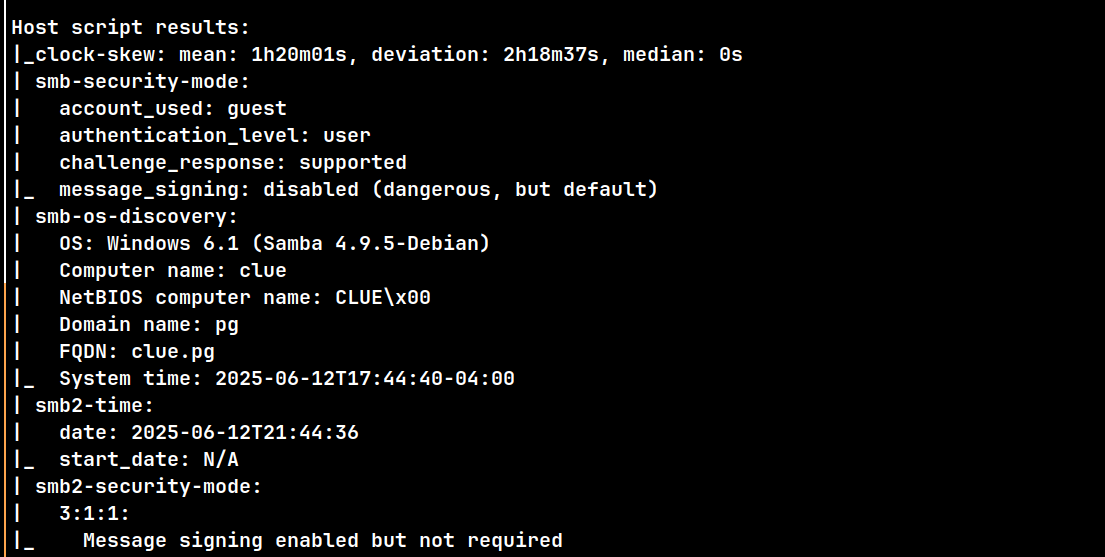 Host script results:
|_clock-skew: mean: 1h20m01s, deviation: 2h18m37s, median: 0s
| smb-security-mode:
|   account_used: guest
|   authentication_level: user
|   challenge_response: supported
|_  message_signing: disabled (dangerous, but default)
| smb-os-discovery:
|   OS: Windows 6.1 (Samba 4.9.5-Debian)
|   Computer name: clue
|   NetBIOS computer name: CLUE\x00
|   Domain name: pg
|   FQDN: clue.pg
|_  System time: 2025-06-12T17:44:40-04:00
| smb2-time:
|   date: 2025-06-12T21:44:36
|_  start_date: N/A
| smb2-security-mode:
|   3:1:1:
|_    Message signing enabled but not required